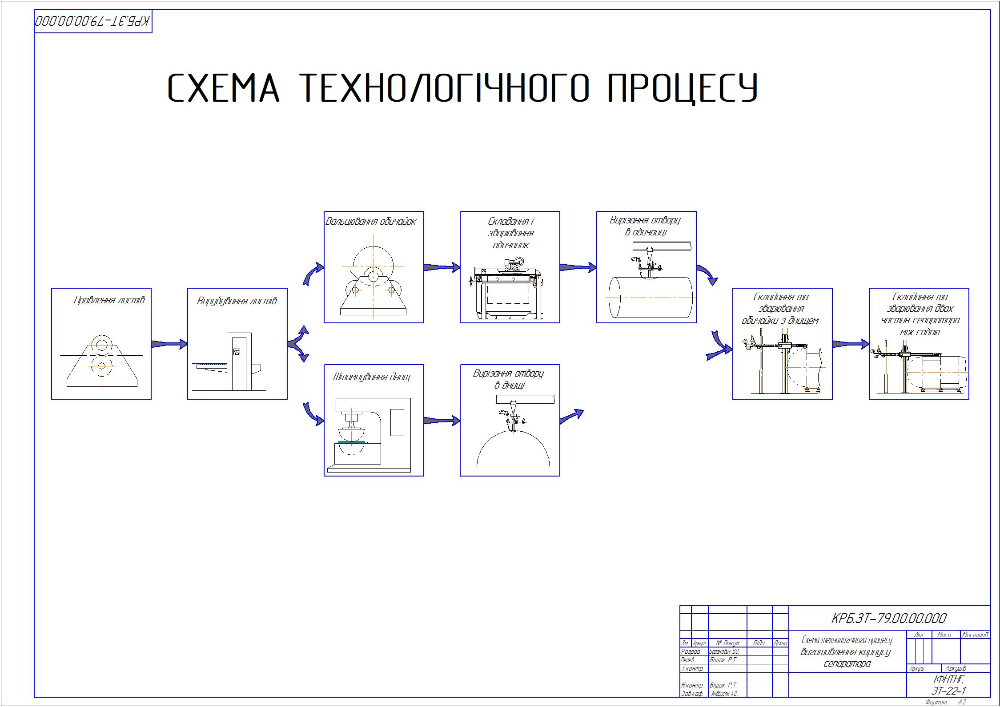 КРБ.ЗТ-79.00.00.000
СХЕМА ТЕХНОЛОГІЧНОГО ПРОЦЕСУ
Правлення листів
Вирубування листів
Вальцювання обичайок
Складання і
зварювання
обичайок
Вирізання отвору
в обичайці
Штампування днищ
Вирізання отвору
в днищі
Складання та
зварювання
обичайки з днищем
Складання та
зварювання двох
частин сепаратора
між собою
КРБ.ЗТ-79.00.00.000
Зм. Аркуш № докум. Підп. Дата
Розроб. Баранович В.О.
Перев. Біщак Р.Т.
Т.контр.
Н.контр. Біщак Р.Т.
Зав.каф. Андрусяк А.В.
Схема технологічного процесу
виготовлення корпусу
сепаратора
Літ. Маса Масштаб
Аркуш Аркушів
ІФНТНГ,
ЗТ-22-1
Формат А2